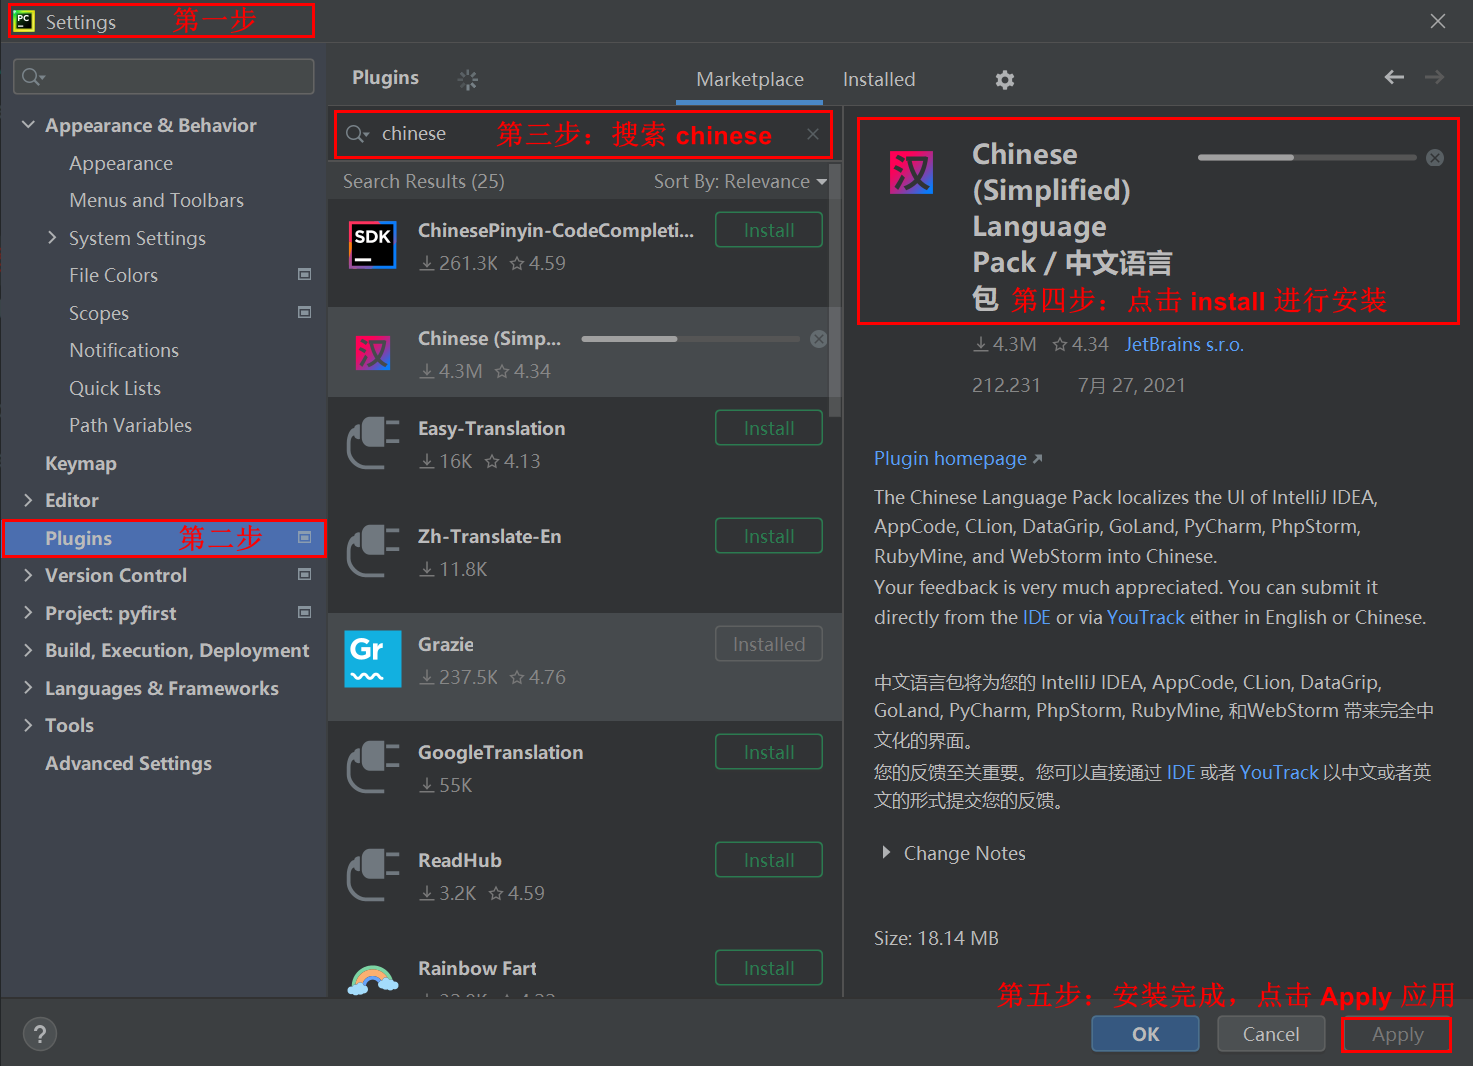 PC Settings 第一步
Appearance & Behavior
Appearance
Menus and Toolbars
System Settings
File Colors
Scopes
Notifications
Quick Lists
Path Variables
Keymap
Editor
Plugins 第二步
Version Control
Project: pyfirst
Build, Execution, Deployment
Languages & Frameworks
Tools
Advanced Settings
Plugins Marketplace Installed
chinese 第三步：搜索 chinese
Search Results (25) Sort By: Relevance
SDK ChinesePinyin-CodeCompleti... Install
261.3K 4.59
汉 Chinese (Simp...
4.3M 4.34
Easy-Translation Install
16K 4.13
Zh-Translate-En Install
11.8K
Gr Grazie Installed
237.5K 4.76
GoogleTranslation Install
55K
ReadHub Install
3.2K 4.59
Rainbow Fart Install
汉 Chinese
(Simplified)
Language
Pack / 中文语言
包 第四步：点击 install 进行安装
4.3M 4.34 JetBrains s.r.o.
212.231 7月 27, 2021
Plugin homepage
The Chinese Language Pack localizes the UI of IntelliJ IDEA,
AppCode, CLion, DataGrip, GoLand, PyCharm, PhpStorm,
RubyMine, and WebStorm into Chinese.
Your feedback is very much appreciated. You can submit it
directly from the IDE or via YouTrack either in English or Chinese.
中文语言包将为您的 IntelliJ IDEA, AppCode, CLion, DataGrip,
GoLand, PyCharm, PhpStorm, RubyMine, 和WebStorm 带来完全中
文化的界面。
您的反馈至关重要。您可以直接通过 IDE 或者 YouTrack 以中文或者英
文的形式提交您的反馈。
Change Notes
Size: 18.14 MB
第五步：安装完成，点击 Apply 应用
? OK Cancel Apply